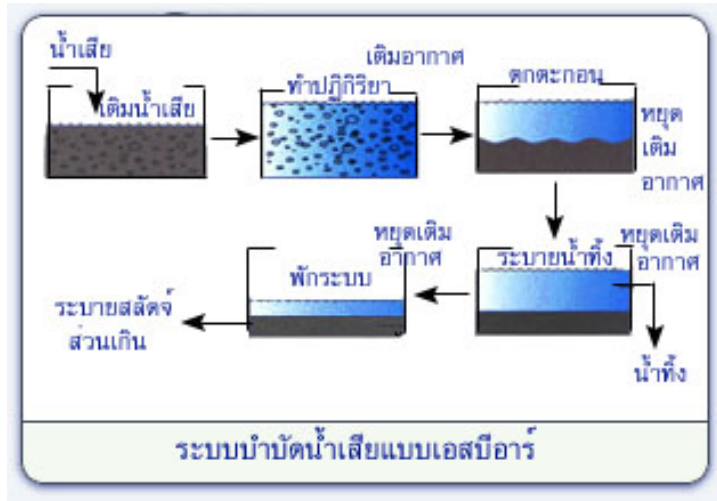 น้ำเสีย
เติมน้ำเสีย
เติมอากาศ
ทำปฏิกิริยา
ตกตะกอน
หยุด
เติม
อากาศ
หยุดเติม
อากาศ
ระบายน้ำทิ้ง
น้ำทิ้ง
หยุดเติม
อากาศ
พักระบบ
ระบายสลัดจ์
ส่วนเกิน
ระบบบำบัดน้ำเสียแบบเอสบีอาร์